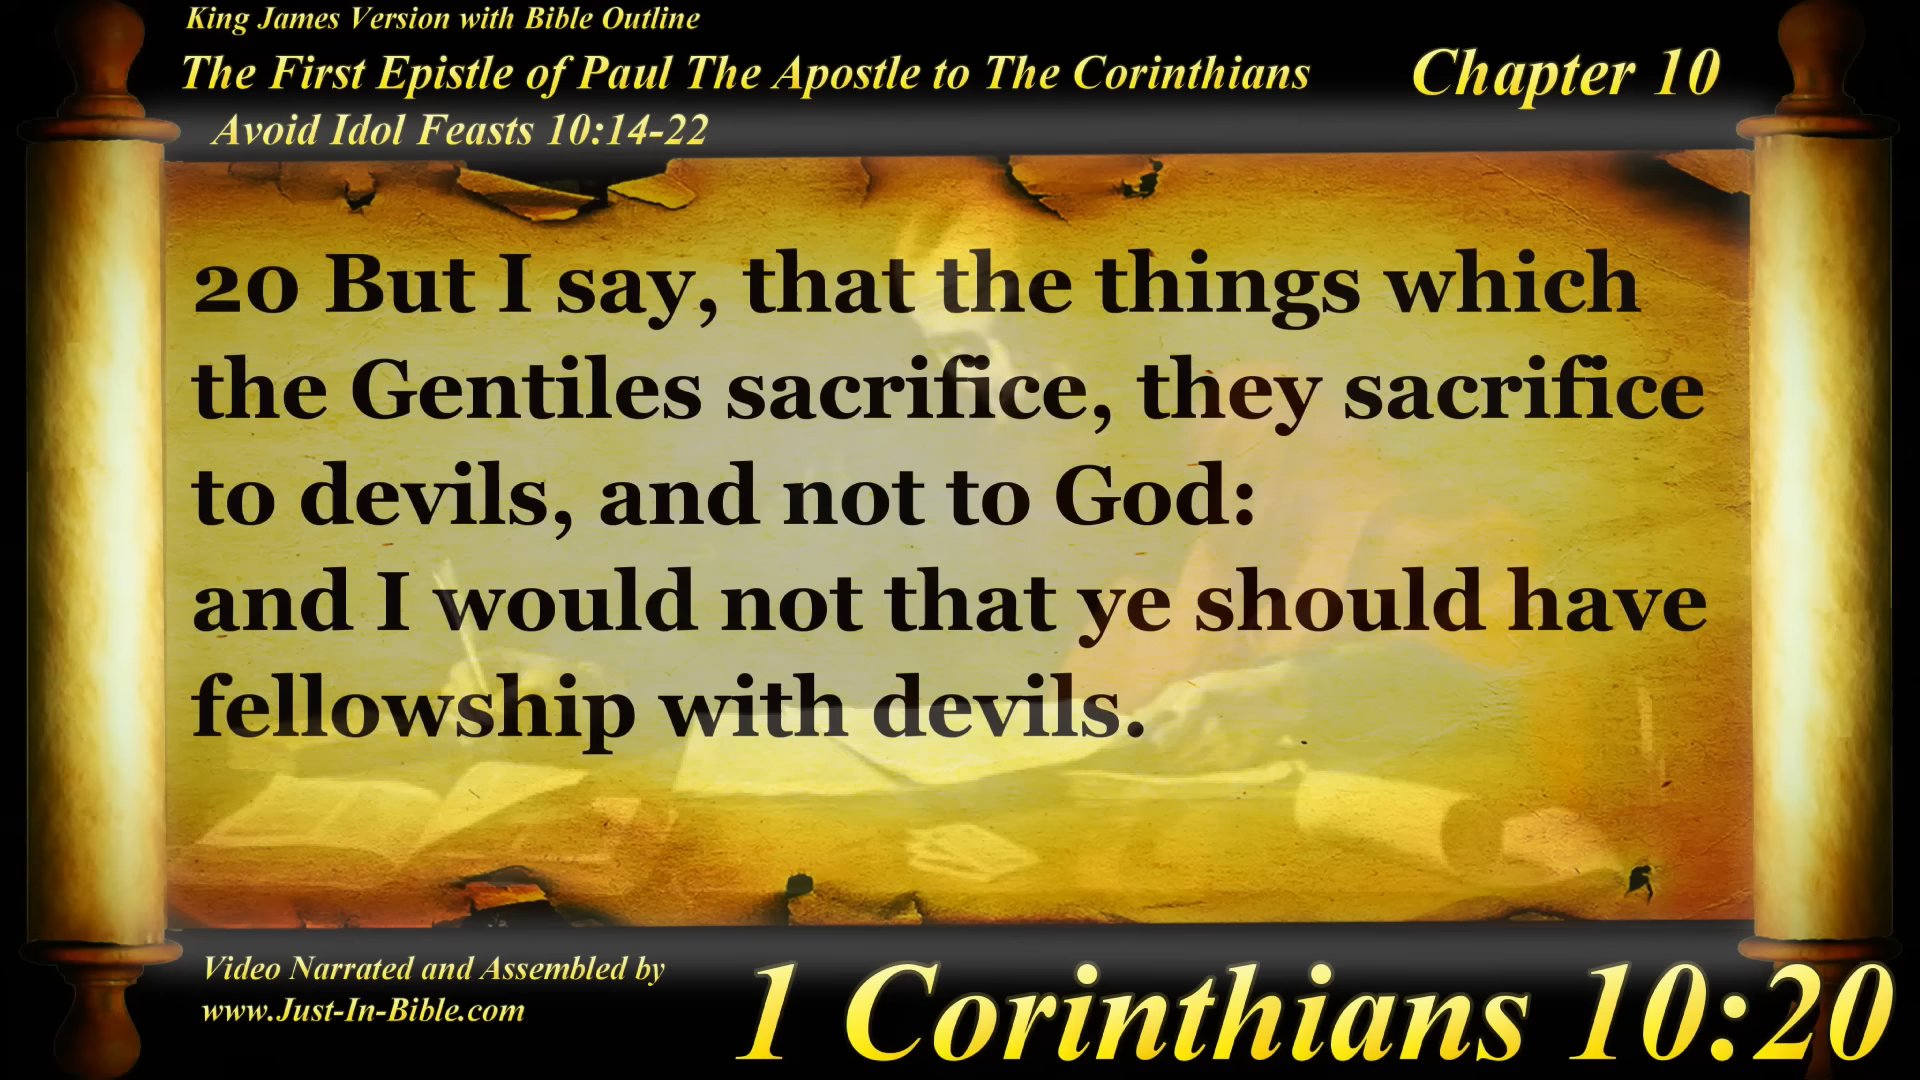 King James Version with Bible Outline
The First Epistle of Paul The Apostle to The Corinthians
Chapter 10
Avoid Idol Feasts 10:14-22
20 But I say, that the things which
the Gentiles sacrifice, they sacrifice
to devils, and not to God:
and I would not that ye should have
fellowship with devils.
Video Narrated and Assembled by
www.Just-In-Bible.com
1 Corinthians 10:20